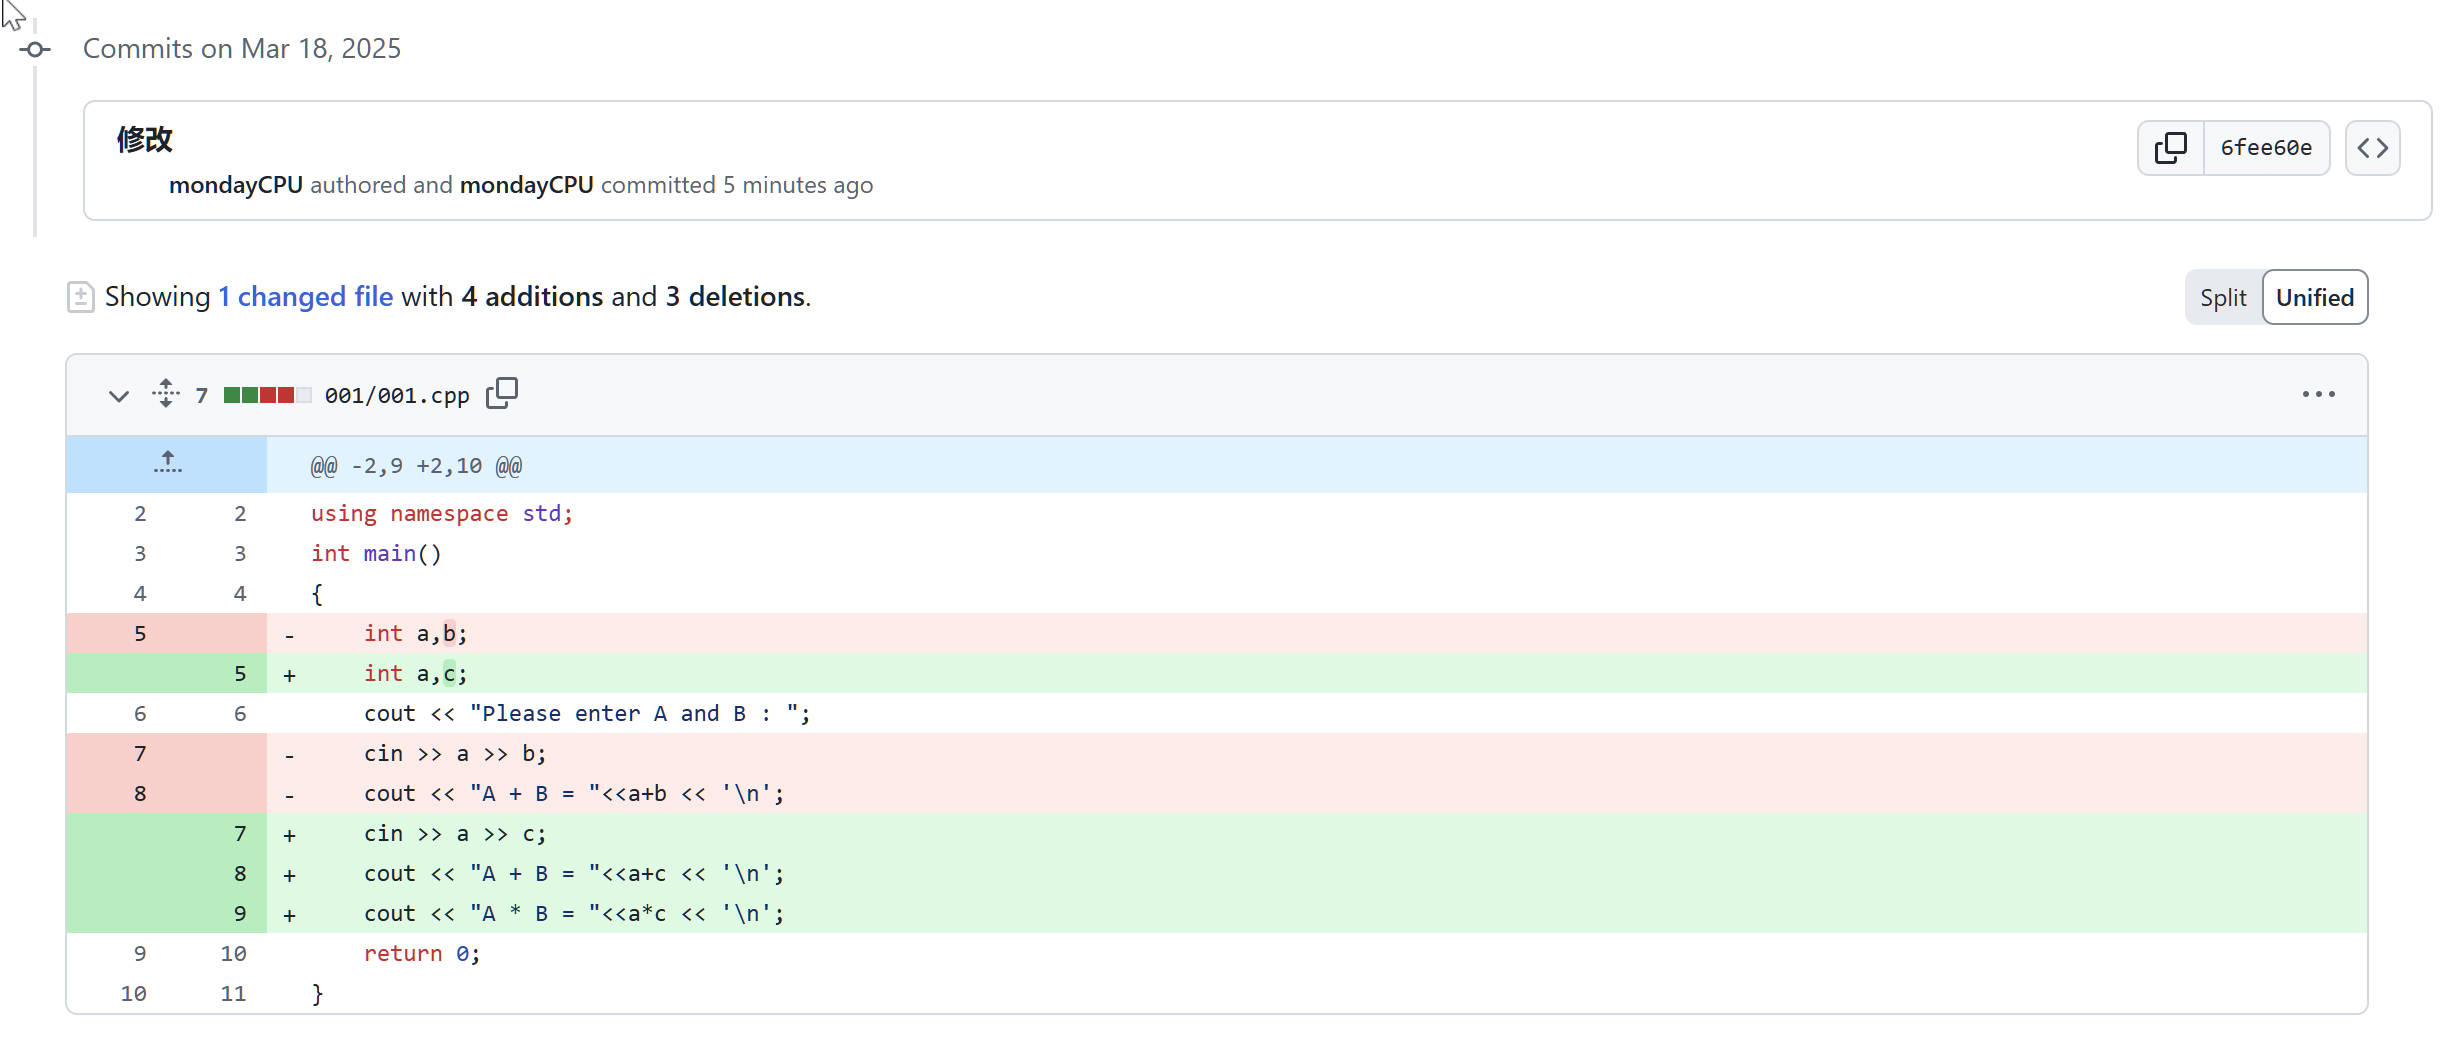 Commits on Mar 18, 2025
修改
6fee60e
mondayCPU authored and mondayCPU committed 5 minutes ago
Showing 1 changed file with 4 additions and 3 deletions.
Split Unified
7 001/001.cpp
@@ -2,9 +2,10 @@
2 2 using namespace std;
3 3 int main()
4 4 {
5 - int a,b;
5 + int a,c;
6 6 cout << "Please enter A and B : ";
7 - cin >> a >> b;
8 - cout << "A + B = "<<a+b << '\n';
7 + cin >> a >> c;
8 + cout << "A + B = "<<a+c << '\n';
9 + cout << "A * B = "<<a*c << '\n';
9 10 return 0;
10 11 }